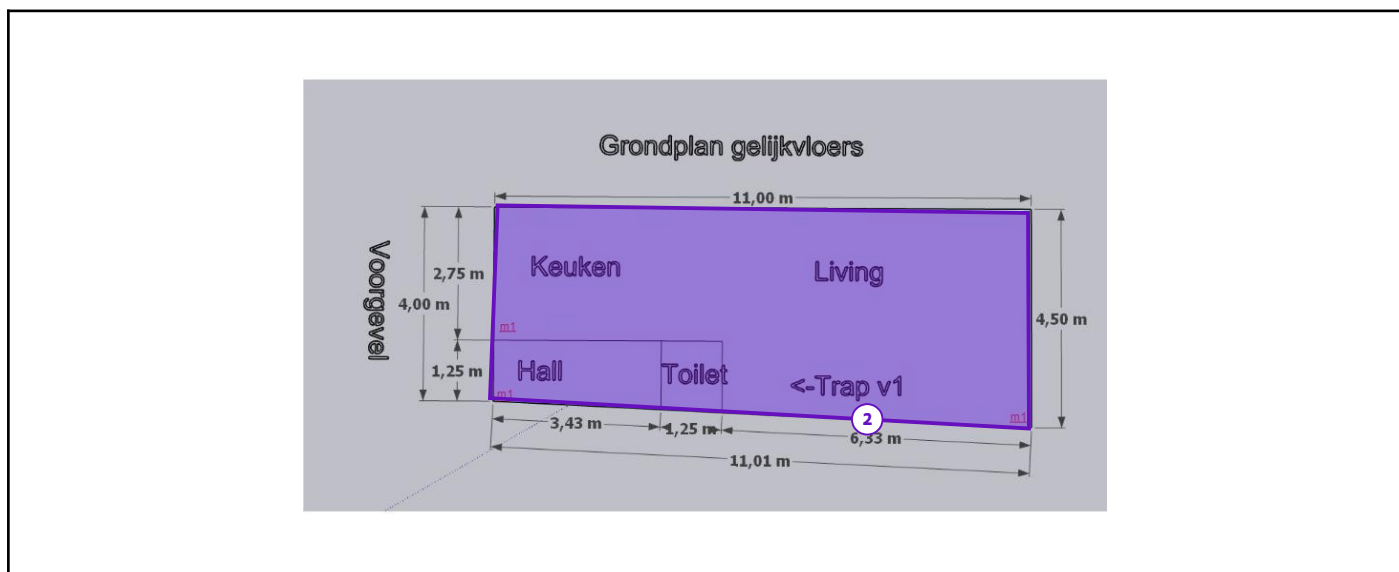 Grondplan gelijkvloers
11,00 m
Voorgevel
4,00 m
2,75 m
1,25 m
Keuken
Living
4,50 m
m1
Hall
Toilet
<-Trap v1
m1
m1
2
3,43 m
1,25 m
6,33 m
11,01 m